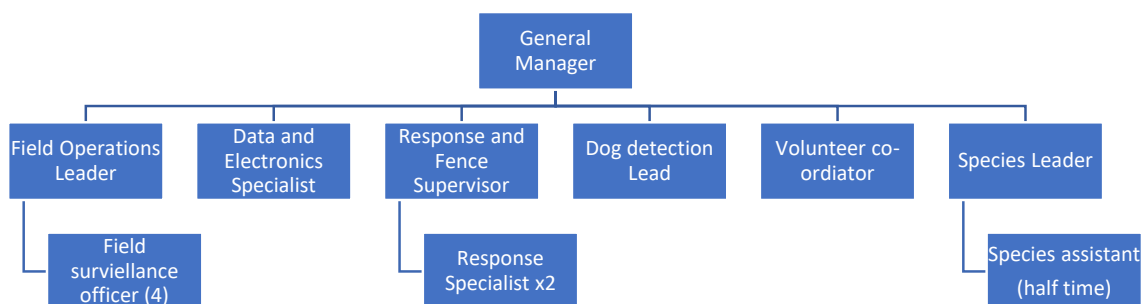 General
Manager
Field Operations
Leader
Data and
Electronics
Specialist
Response and
Fence
Supervisor
Dog detection
Lead
Volunteer co-
ordiator
Species Leader
Field
surviellance
officer (4)
Response
Specialist x2
Species assistant
(half time)